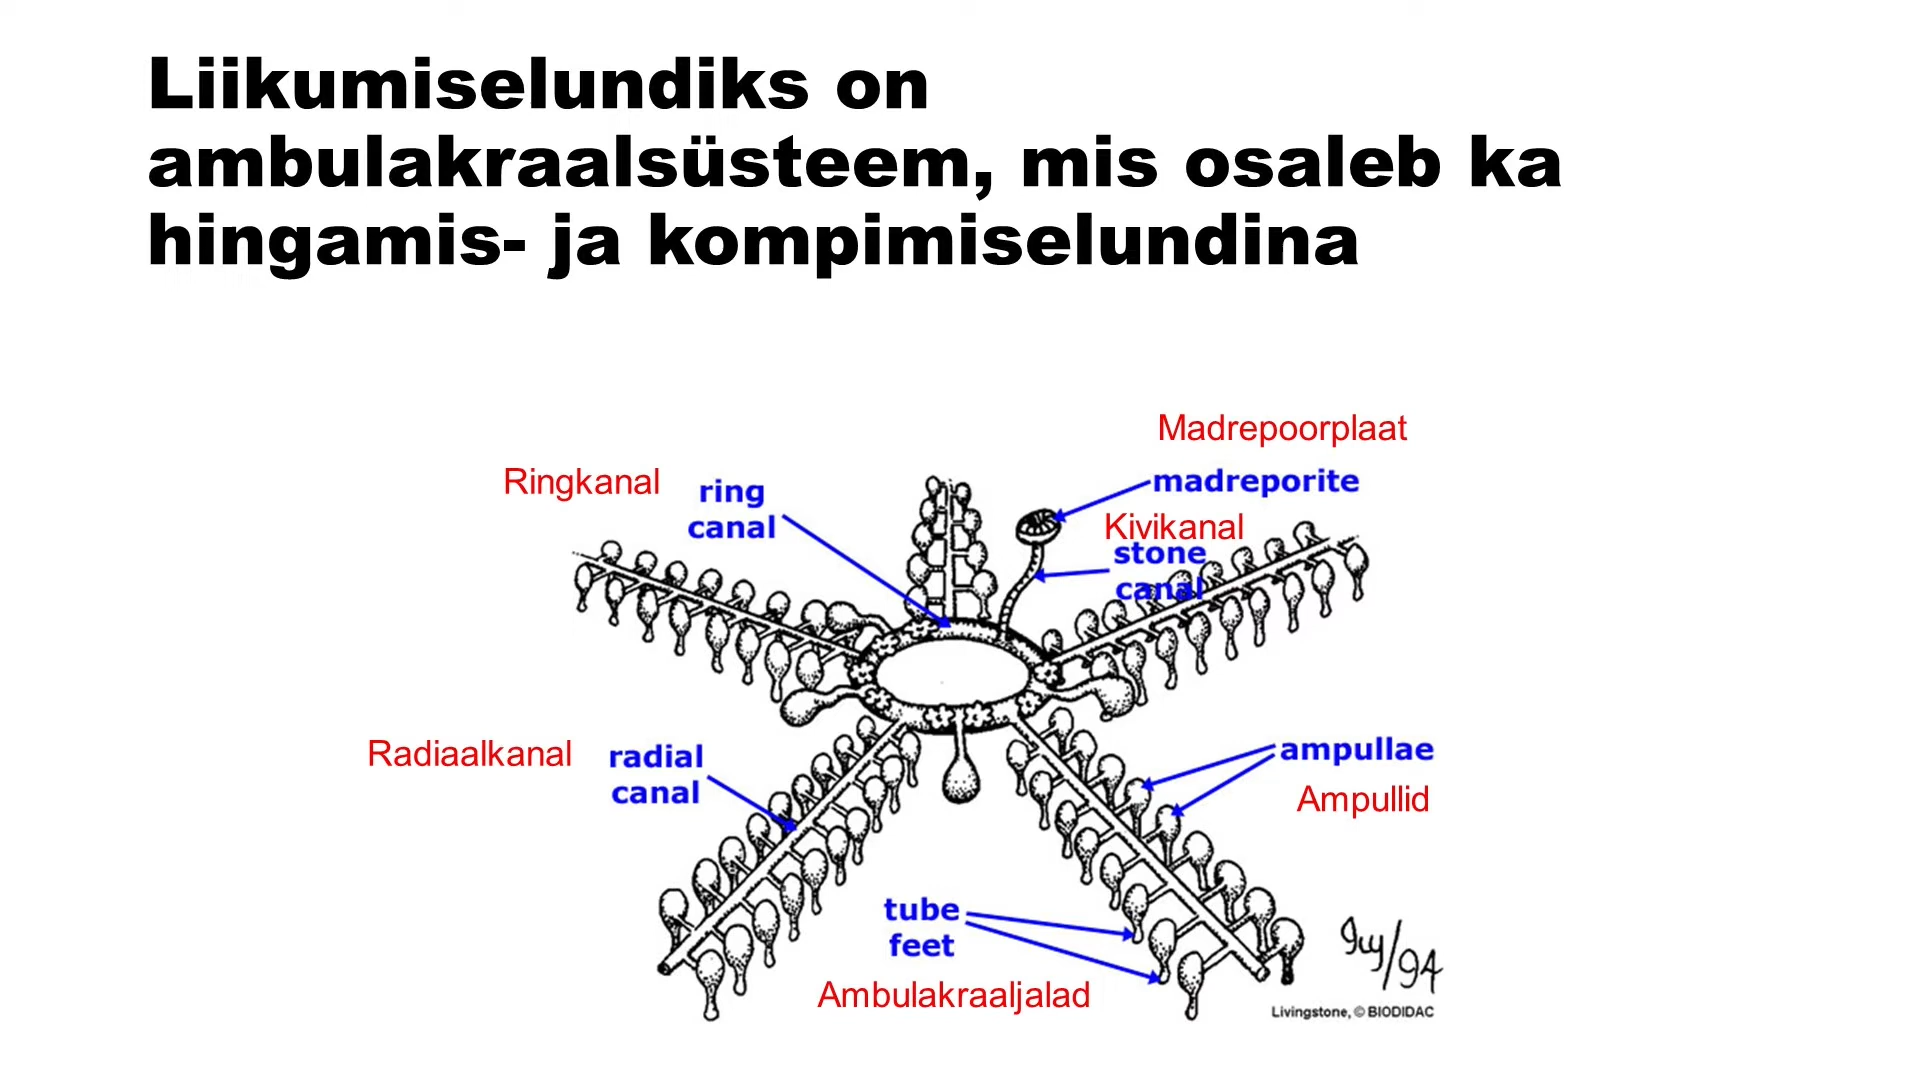 Liikumiselundiks on
ambulakraalsüsteem, mis osaleb ka
hingamis- ja kompimiselundina
Madrepoorplaat
madreporite
Ringkanal
ring
canal
Kivikanal
stone
canal
Radiaalkanal
radial
canal
ampullae
Ampullid
tube
feet
Ambulakraaljalad
Livingstone, © BIODIDAC